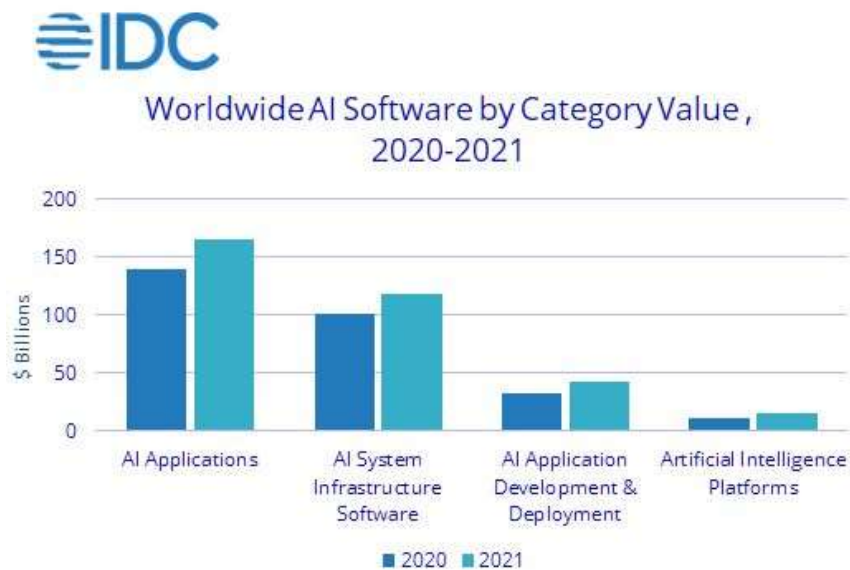 IDC
Worldwide AI Software by Category Value ,
2020-2021
200
150
100
50
0
$ Billions
AI Applications
AI System
Infrastructure
Software
AI Application
Development &
Deployment
Artificial Intelligence
Platforms
2020 2021